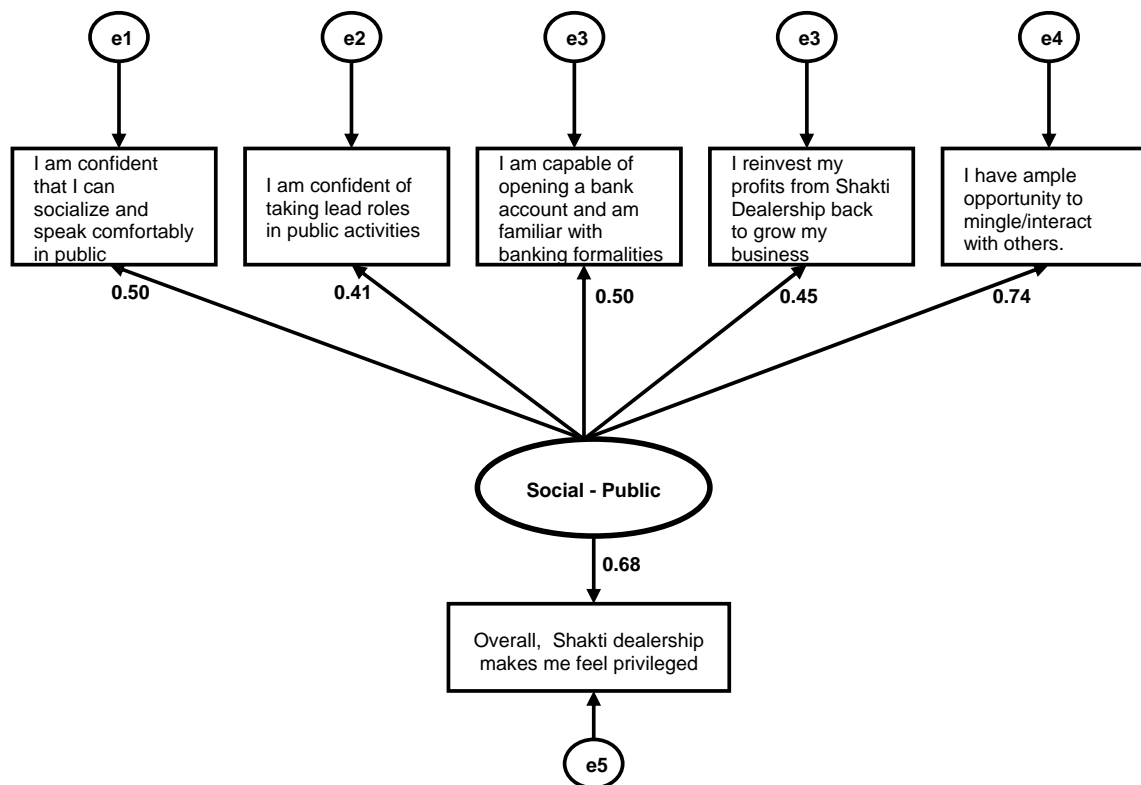 e1
e2
e3
e3
e4
I am confident
that I can
socialize and
speak comfortably
in public
I am confident of
taking lead roles
in public activities
I am capable of
opening a bank
account and am
familiar with
banking formalities
I reinvest my
profits from Shakti
Dealership back
to grow my
business
I have ample
opportunity to
mingle/interact
with others.
0.50
0.41
0.50
0.45
0.74
Social - Public
0.68
Overall, Shakti dealership
makes me feel privileged
e5